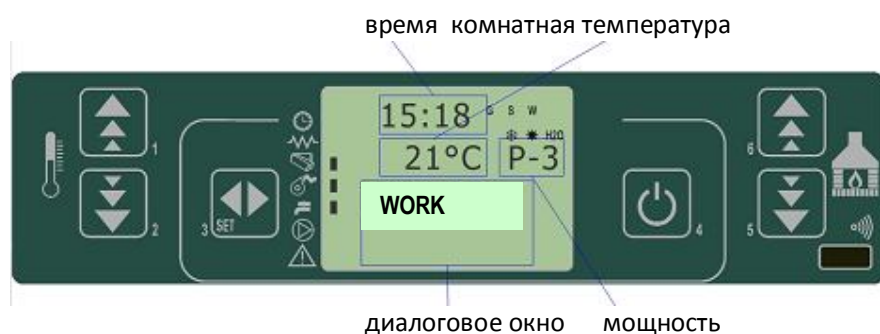 время комнатная температура
15:18 G S W
H2O
21°C P-3
WORK
1
2
3 SET
4
6
5
диалоговое окно мощность